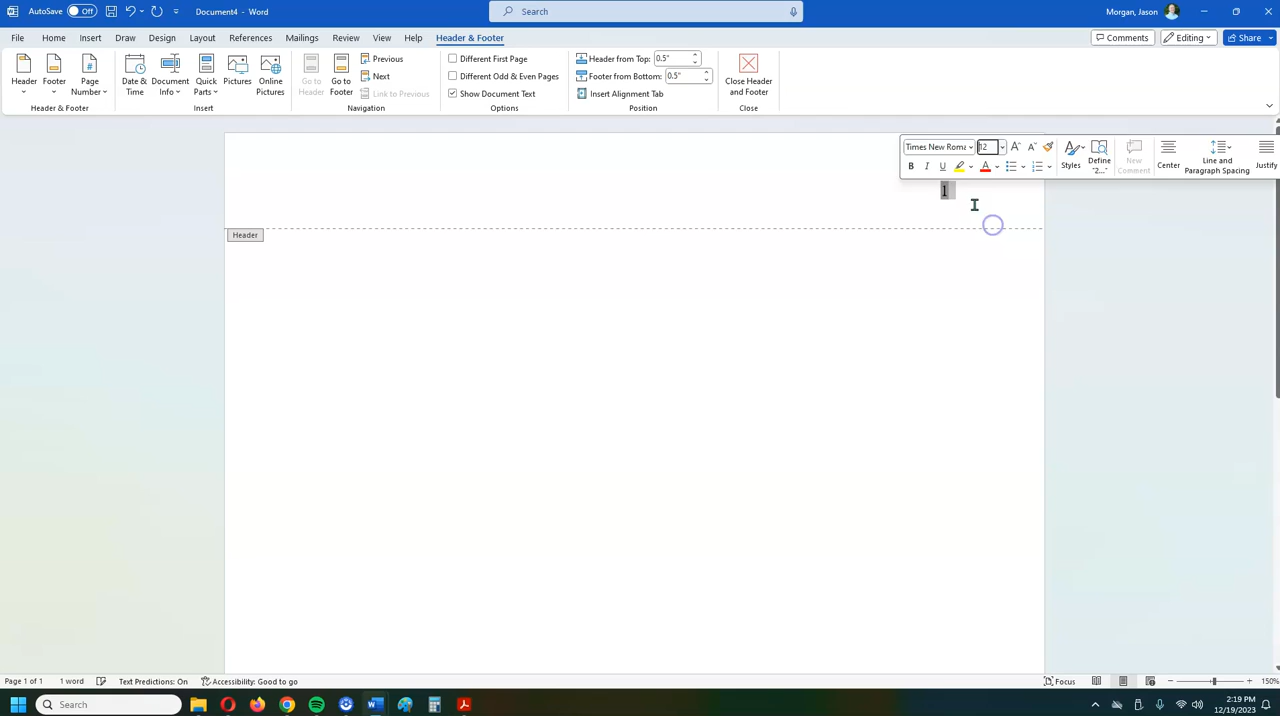 AutoSave Off Document4 - Word Search Morgan, Jason
File Home Insert Draw Design Layout References Mailings Review View Help Header & Footer Comments Editing Share
Header Footer Page Number Date & Time Document Info Quick Parts Pictures Online Pictures Go to Header Go to Footer
Previous
Next
Link to Previous
Different First Page
Different Odd & Even Pages
Show Document Text
Header from Top: 0.5"
Footer from Bottom: 0.5"
Insert Alignment Tab
Close Header and Footer
Header & Footer Insert Navigation Options Position Close
Times New Roma 12 A A
B I U A Styles Define "2..." New Comment Center Line and Paragraph Spacing Justify
1
Header
Page 1 of 1 1 word Text Predictions: On Accessibility: Good to go Focus 150%
Search
2:19 PM
12/19/2023